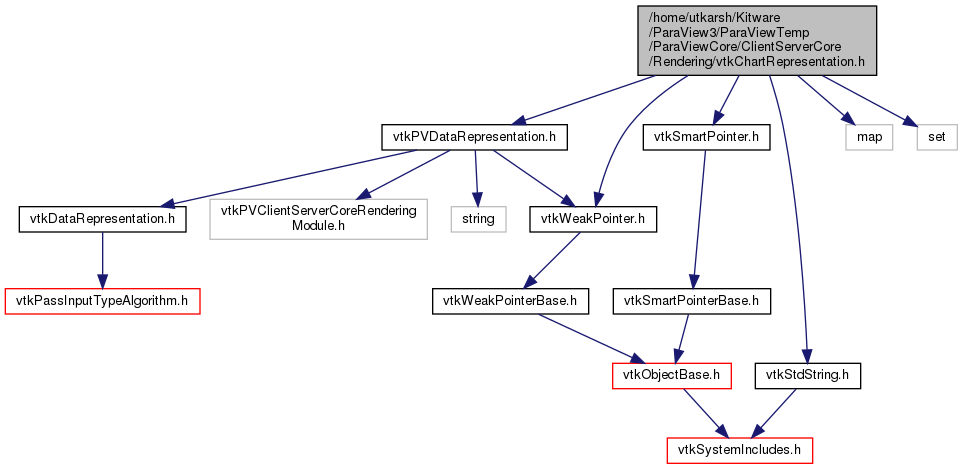 /home/utkarsh/Kitware
/ParaView3/ParaViewTemp
/ParaViewCore/ClientServerCore
/Rendering/vtkChartRepresentation.h
vtkPVDataRepresentation.h
vtkSmartPointer.h
map
set
vtkDataRepresentation.h
vtkPVClientServerCoreRendering
Module.h
string
vtkWeakPointer.h
vtkPassInputTypeAlgorithm.h
vtkWeakPointerBase.h
vtkSmartPointerBase.h
vtkObjectBase.h
vtkStdString.h
vtkSystemIncludes.h